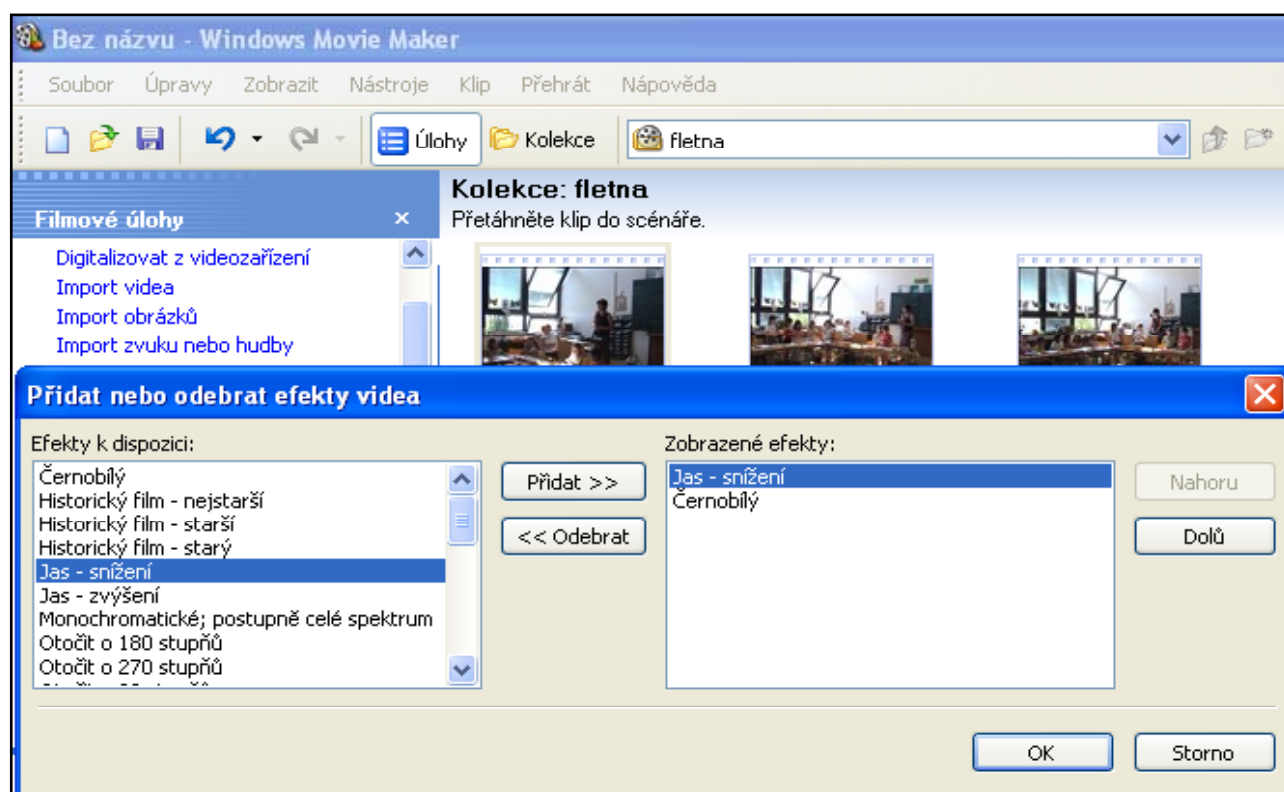 Bez názvu - Windows Movie Maker
Soubor Úpravy Zobrazit Nástroje Klip Přehrát Nápověda
Úlohy Kolekce fletna
Kolekce: fletna
Filmové úlohy
Přetáhněte klip do scénáře.
Digitalizovat z videozařízení
Import videa
Import obrázků
Import zvuku nebo hudby
Přidat nebo odebrat efekty videa
Efekty k dispozici:
Černobílý
Historický film - nejstarší
Historický film - starší
Historický film - starý
Jas - snížení
Jas - zvýšení
Monochromatické; postupně celé spektrum
Otočit o 180 stupňů
Otočit o 270 stupňů
Přidat >>
<< Odebrat
Zobrazené efekty:
Jas - snížení
Černobílý
Nahoru
Dolů
OK
Storno